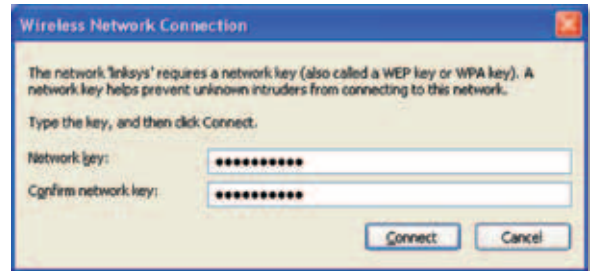 Wireless Network Connection
The network 'linksys' requires a network key (also called a WEP key or WPA key). A
network key helps prevent unknown intruders from connecting to this network.
Type the key, and then click Connect.
Network key:
••••••••••
Confirm network key:
••••••••••
Connect
Cancel